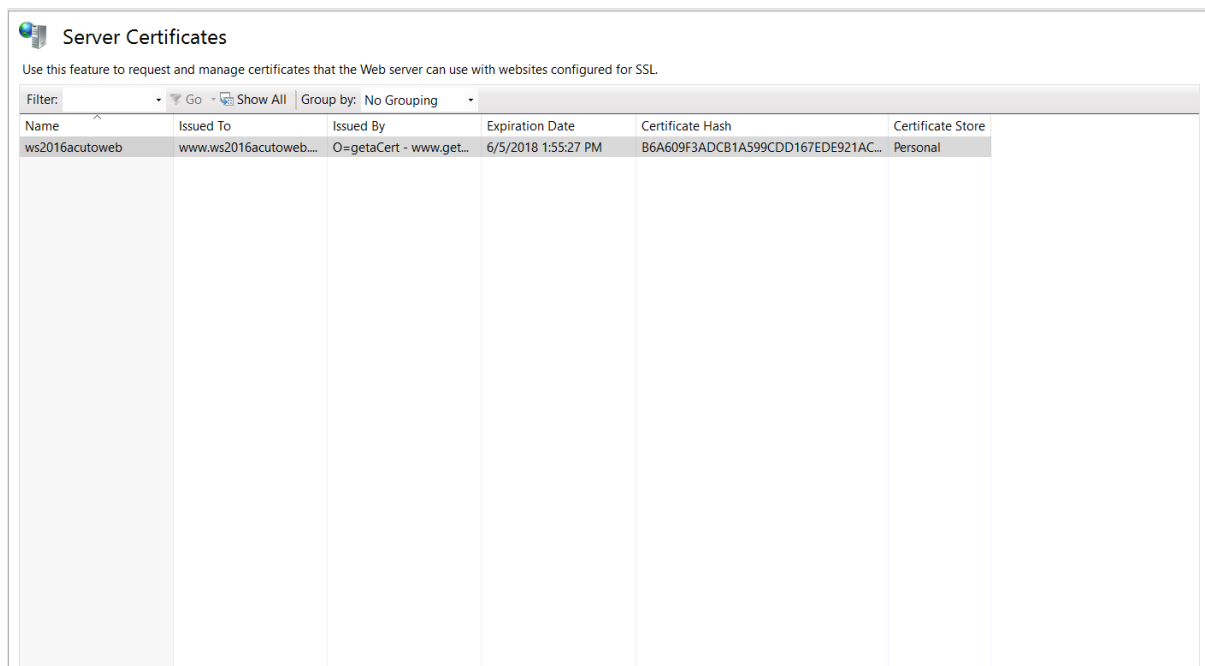 Server Certificates
Use this feature to request and manage certificates that the Web server can use with websites configured for SSL.
Filter: Go Show All Group by: No Grouping
Name Issued To Issued By Expiration Date Certificate Hash Certificate Store
ws2016acutoweb www.ws2016acutoweb.... O=getaCert - www.get... 6/5/2018 1:55:27 PM B6A609F3ADCB1A599CDD167EDE921AC... Personal